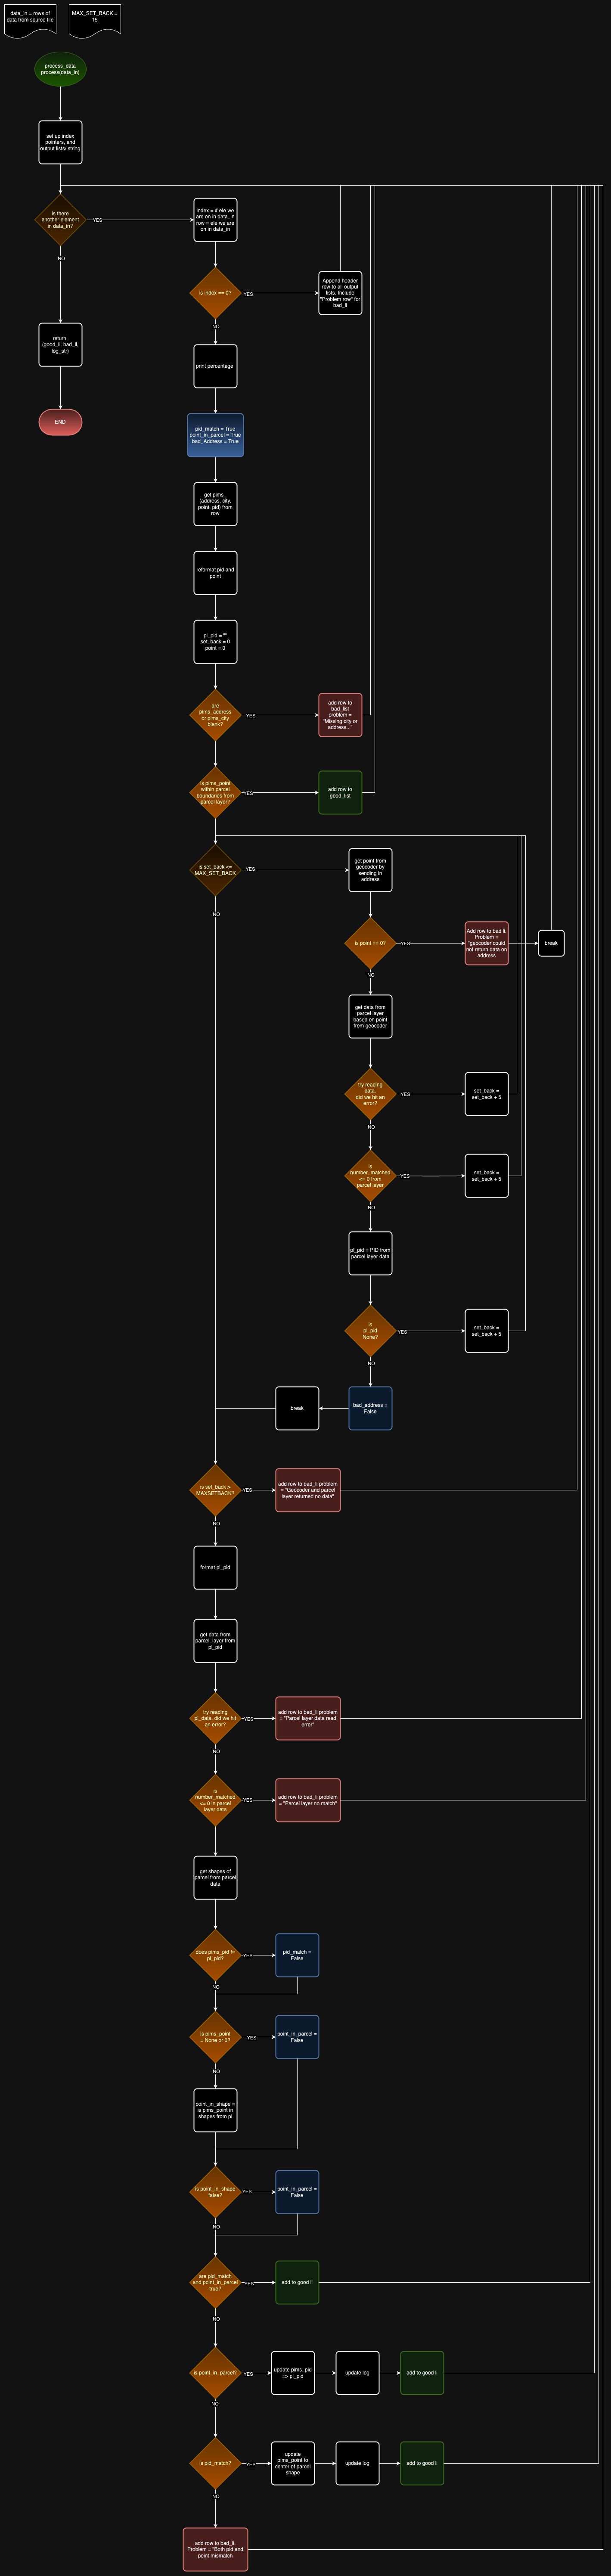 data_in = rows of
data from source file
MAX_SET_BACK =
15
process_data
process(data_in)
set up index
pointers, and
output lists/ string
is there
another element
in data_in?
YES
index = # ele we
are on in data_in
row = ele we are
on in data_in
NO
is index == 0?
YES
Append header
row to all output
lists. Include
"Problem row" for
bad_li
NO
return
(good_li, bad_li,
log_str)
print percentage
END
pid_match = True
point_in_parcel = True
bad_Address = True
get pims_
(address, city,
point, pid) from
row
reformat pid and
point
pl_pid = ""
set_back = 0
point = 0
are
pims_address
or pims_city
blank?
YES
add row to
bad_list
problem =
"Missing city or
address..."
is pims_point
within parcel
boundaries from
parcel layer?
YES
add row to
good_list
is set_back <=
MAX_SET_BACK
YES
get point from
geocoder by
sending in
address
NO
Is point == 0?
YES
Add row to bad li.
Problem =
"geocoder could
not return data on
address
break
NO
get data from
parcel layer
based on point
from geocoder
try reading
data.
did we hit an
error?
YES
set_back =
set_back + 5
NO
is
number_matched
<= 0 from
parcel layer
YES
set_back =
set_back + 5
NO
pl_pid = PID from
parcel layer data
is
pl_pid
None?
YES
set_back =
set_back + 5
NO
bad_address =
False
break
is set_back >
MAXSETBACK?
YES
add row to bad_li problem
= "Geocoder and parcel
layer returned no data"
NO
format pl_pid
get data from
parcel_layer from
pl_pid
try reading
pl_data. did we hit
an error?
YES
add row to bad_li problem
= "Parcel layer data read
error"
NO
is
number_matched
<= 0 in parcel
layer data
YES
add row to bad_li problem
= "Parcel layer no match"
get shapes of
parcel from parcel
data
does pims_pid !=
pl_pid?
YES
pid_match =
False
NO
is pims_point
= None or 0?
YES
point_in_parcel =
False
NO
point_in_shape =
is pims_point in
shapes from pl
Is point_in_shape
false?
YES
point_in_parcel =
False
NO
are pid_match
and point_in_parcel
true?
YES
add to good li
NO
is point_in_parcel?
YES
update pims_pid
=> pl_pid
update log
add to good li
NO
is pid_match?
YES
update
pims_point to
center of parcel
shape
update log
add to good li
NO
add row to bad_li.
Problem = "Both pid and
point mismatch